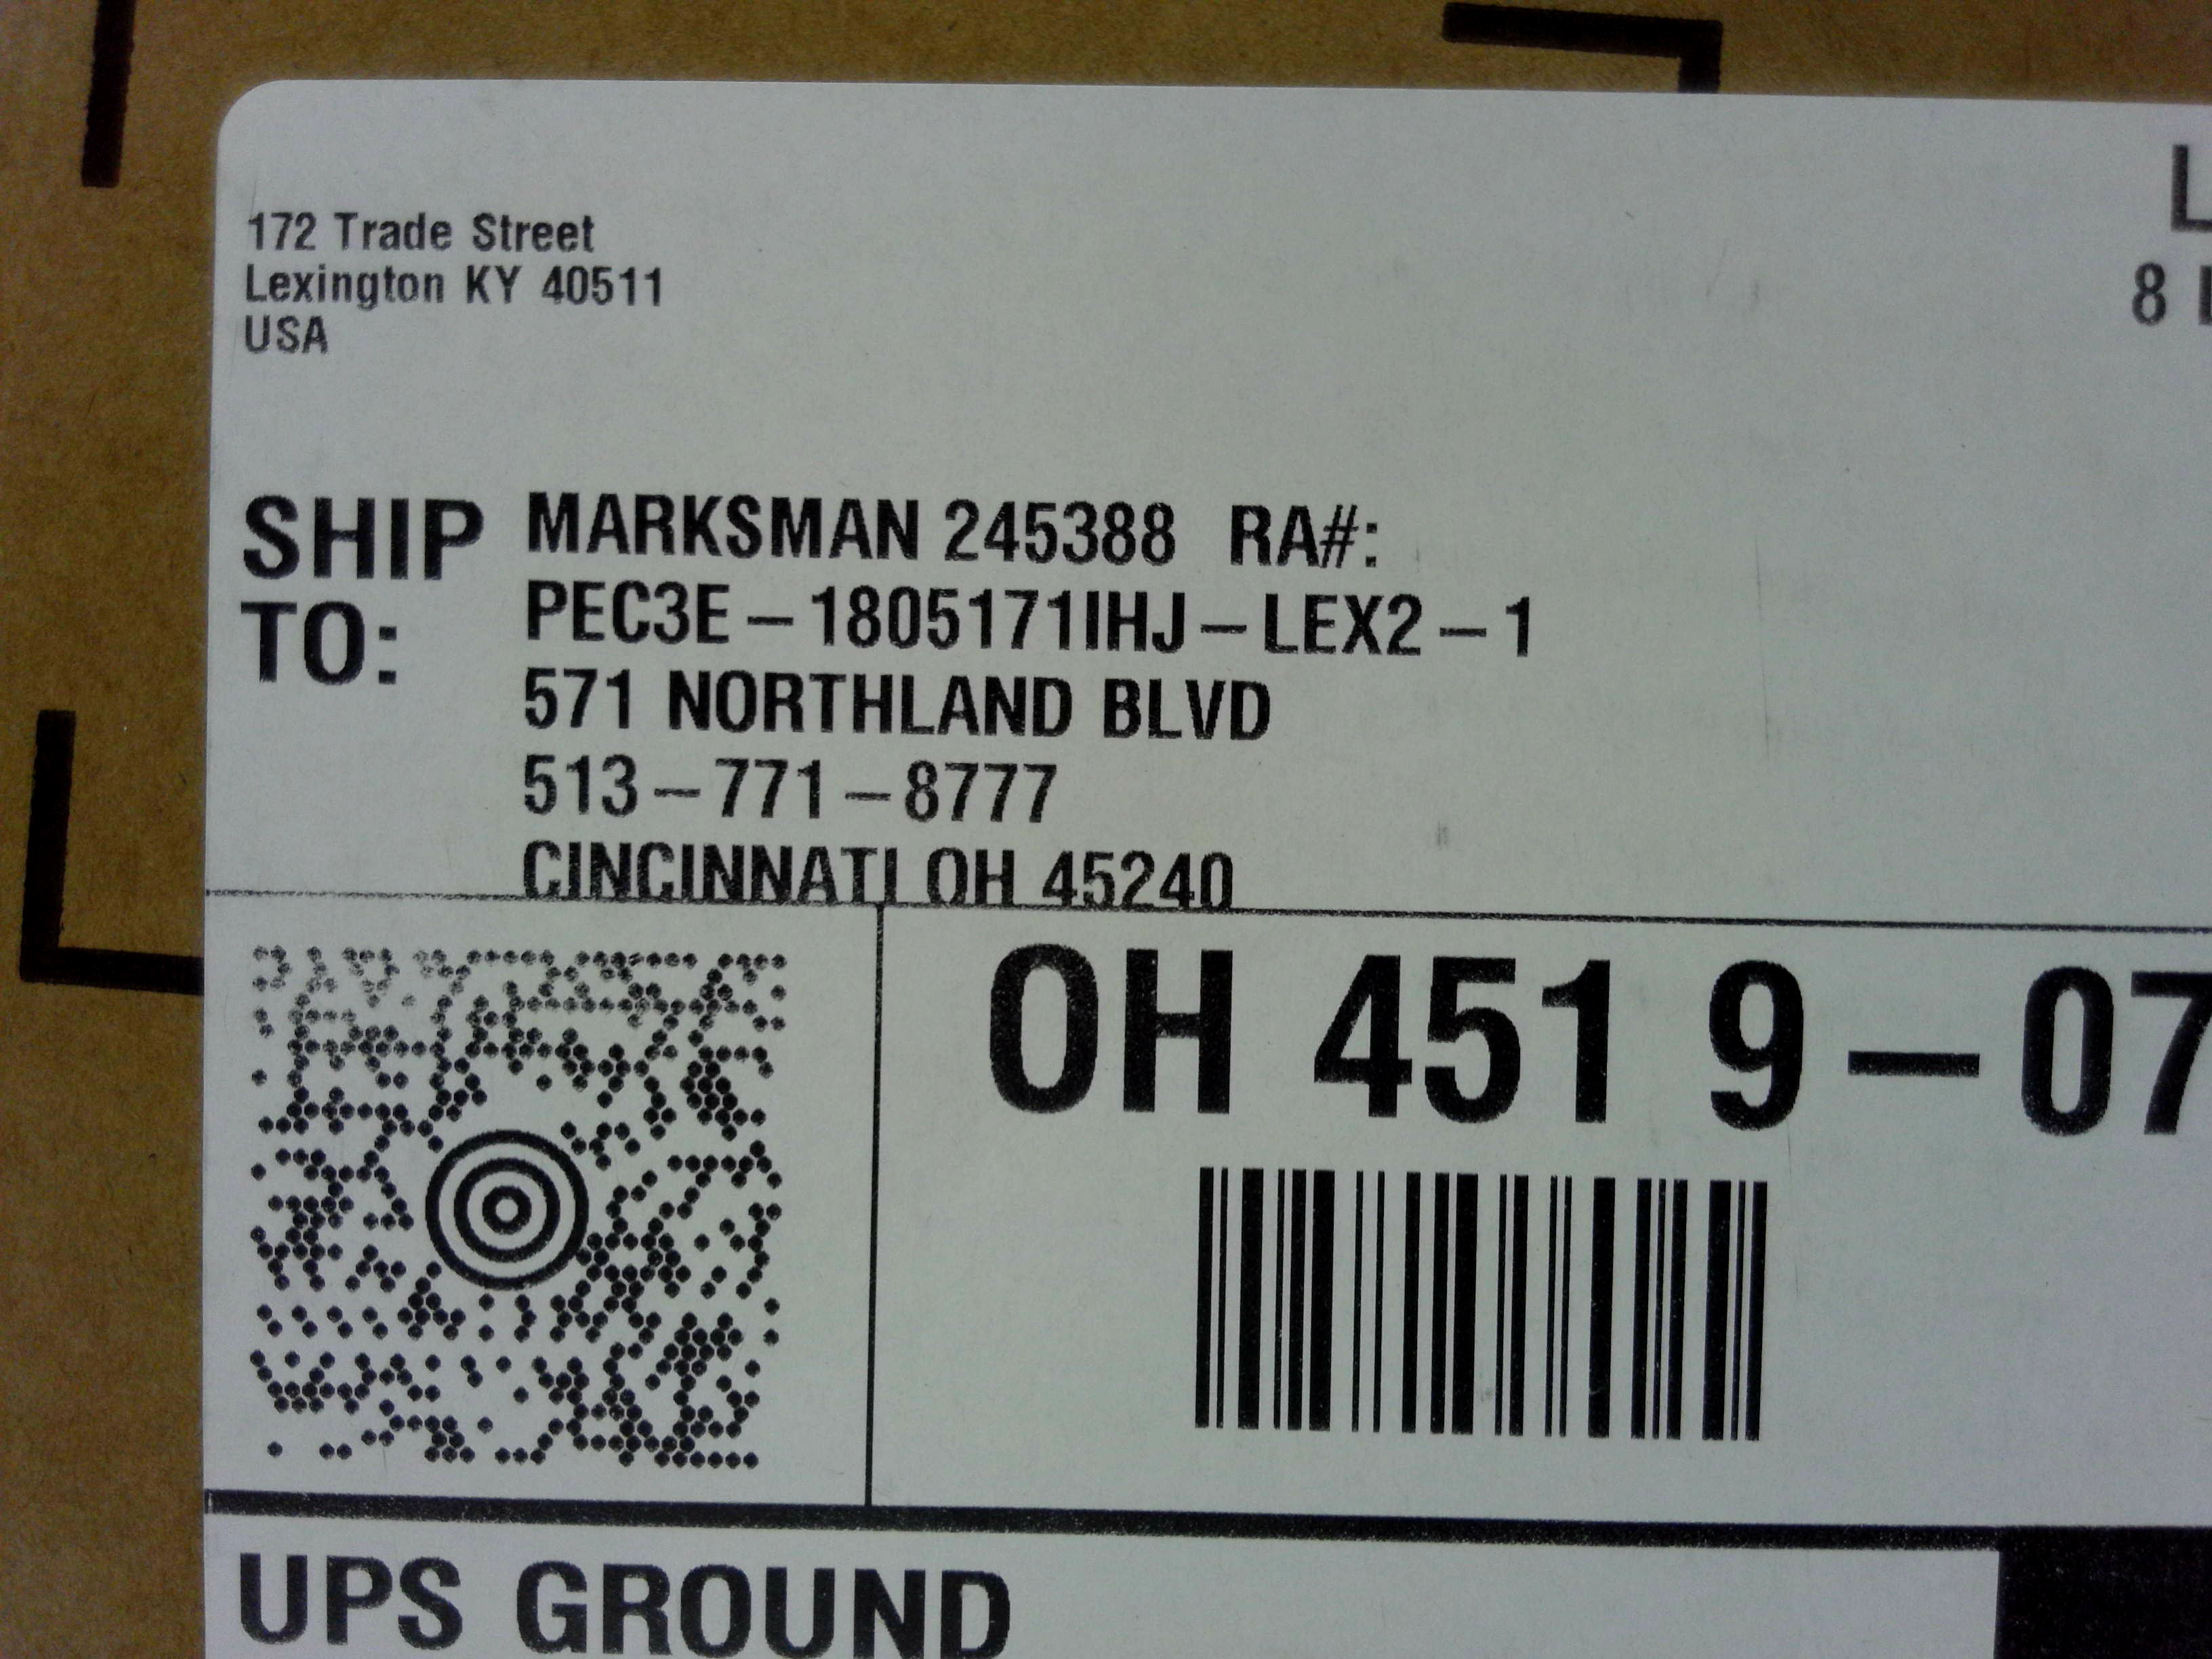 172 Trade Street
Lexington KY 40511
USA
L
8
SHIP TO:
MARKSMAN 245388 RA#:
PEC3E-1805171IHJ-LEX2-1
571 NORTHLAND BLVD
513-771-8777
CINCINNATI OH 45240
OH 451 9-07
UPS GROUND